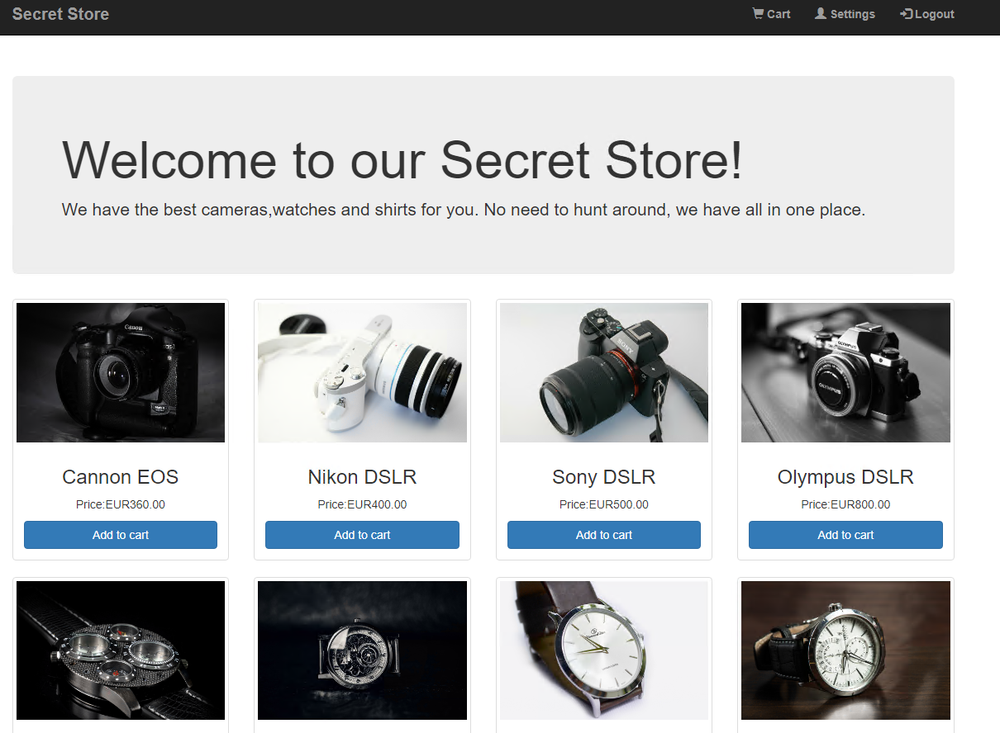 Secret Store
Cart Settings Logout
Welcome to our Secret Store!
We have the best cameras,watches and shirts for you. No need to hunt around, we have all in one place.
Canon
SONY
OLYMPUS
OLYMPUS
Cannon EOS Nikon DSLR Sony DSLR Olympus DSLR
Price:EUR360.00 Price:EUR400.00 Price:EUR500.00 Price:EUR800.00
Add to cart Add to cart Add to cart Add to cart